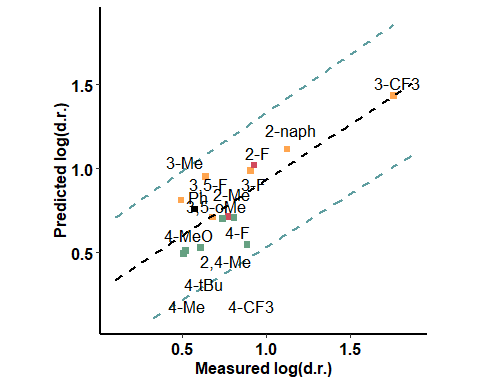 Predicted log(d.r.)
1.5
1.0
0.5
3-CF3
2-naph
2-F
3-Me
3,5-F
3-F
Ph
2-Me
3,5-oMe
4-MeO
4-F
2,4-Me
4-tBu
4-Me
4-CF3
0.5
1.0
1.5
Measured log(d.r.)